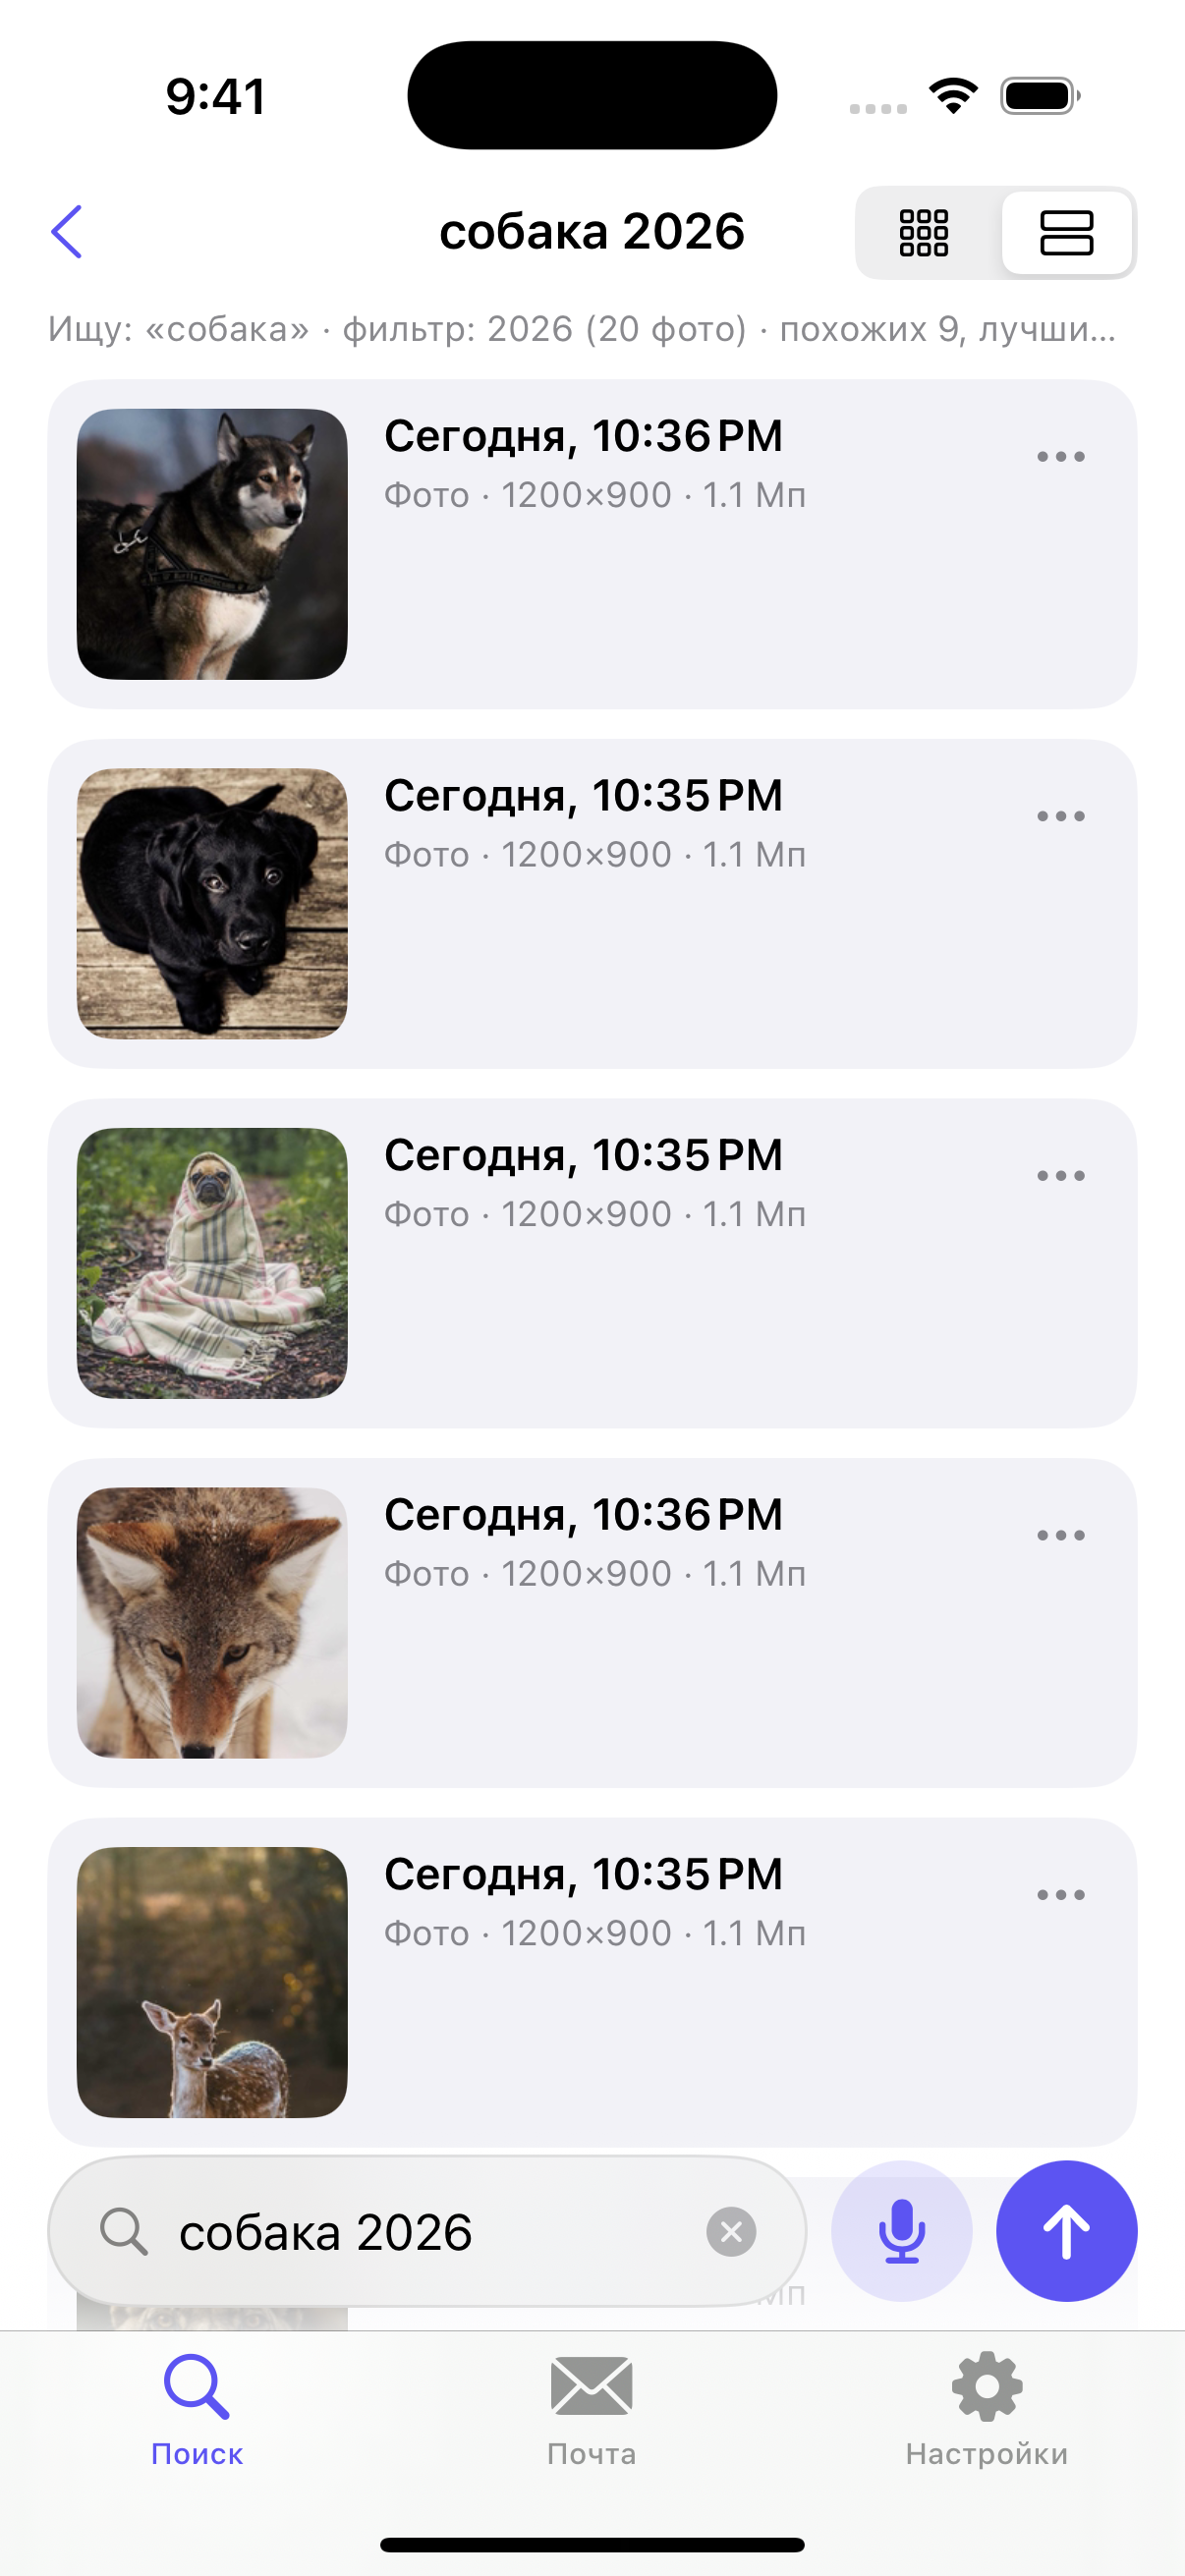 9:41
собака 2026
Ищу: «собака» · фильтр: 2026 (20 фото) · похожих 9, лучши...
Сегодня, 10:36 PM
Фото · 1200×900 · 1.1 Мп
Сегодня, 10:35 PM
Фото · 1200×900 · 1.1 Мп
Сегодня, 10:35 PM
Фото · 1200×900 · 1.1 Мп
Сегодня, 10:36 PM
Фото · 1200×900 · 1.1 Мп
Сегодня, 10:35 PM
Фото · 1200×900 · 1.1 Мп
собака 2026
Мп
Поиск
Почта
Настройки